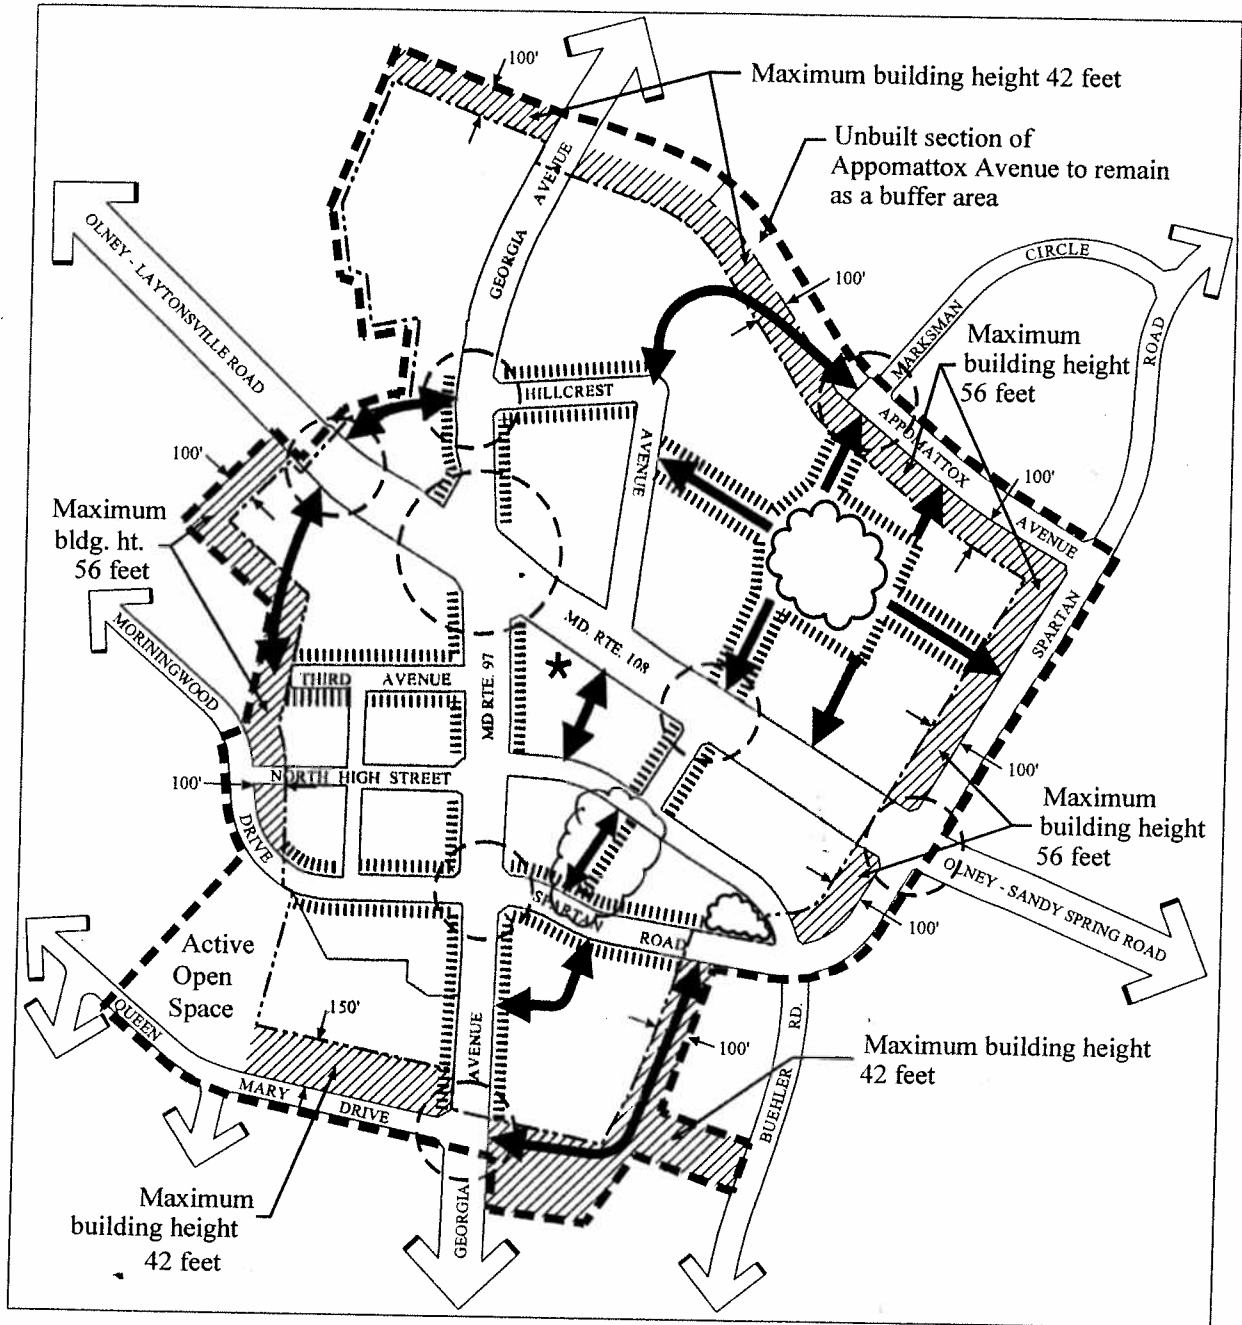 100'
Maximum building height 42 feet
Unbuilt section of
Appomattox Avenue to remain
as a buffer area
GEORGIA AVENUE
OLNEY - LAYTONSVILLE ROAD
CIRCLE
MARKSMAN
ROAD
100'
Maximum
building height
56 feet
HILLCREST
AVENUE
APPOMATTOX
AVENUE
100'
100'
Maximum
bldg. ht.
56 feet
MORININGWOOD
DRIVE
MD. RTE. 108
SPARTAN
*
THIRD AVENUE
MD RTE. 97
NORTH HIGH STREET
100'
100'
Maximum
building height
56 feet
OLNEY - SANDY SPRING ROAD
100'
SPARTAN
ROAD
Active
Open
Space
QUEEN
MARY
DRIVE
150'
AVENUE
GEORGIA
100'
RD.
BUEHLER
Maximum building height
42 feet
Maximum
building height
42 feet